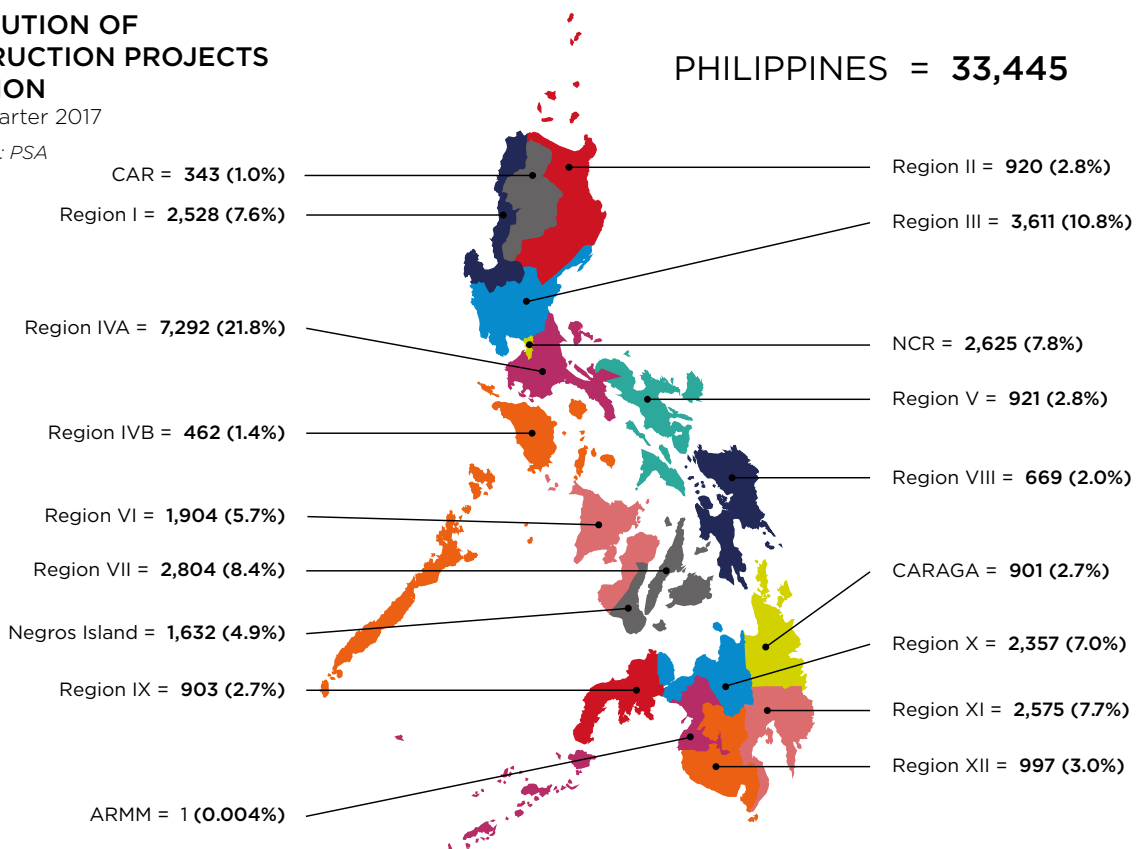 UTION OF
RUCTION PROJECTS
ION
arter 2017
: PSA
PHILIPPINES = 33,445
CAR = 343 (1.0%)
Region I = 2,528 (7.6%)
Region IVA = 7,292 (21.8%)
Region IVB = 462 (1.4%)
Region VI = 1,904 (5.7%)
Region VII = 2,804 (8.4%)
Negros Island = 1,632 (4.9%)
Region IX = 903 (2.7%)
ARMM = 1 (0.004%)
Region II = 920 (2.8%)
Region III = 3,611 (10.8%)
NCR = 2,625 (7.8%)
Region V = 921 (2.8%)
Region VIII = 669 (2.0%)
CARAGA = 901 (2.7%)
Region X = 2,357 (7.0%)
Region XI = 2,575 (7.7%)
Region XII = 997 (3.0%)